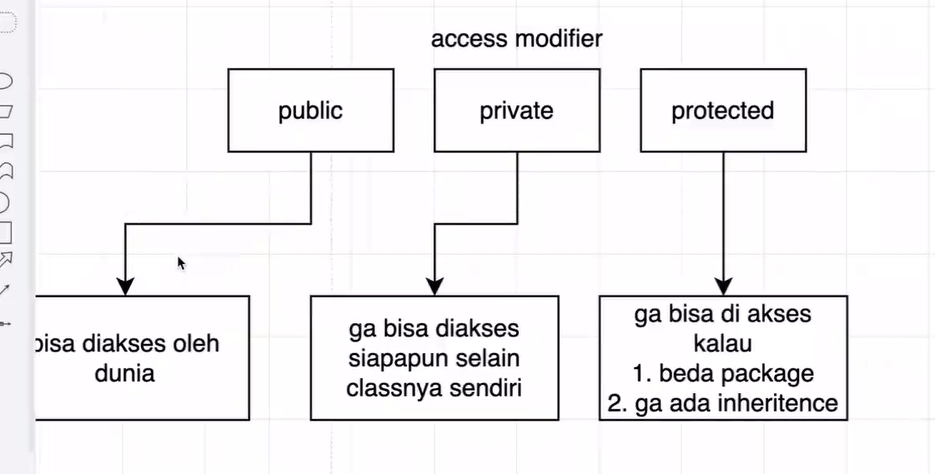 access modifier
public
private
protected
bisa diakses oleh
dunia
ga bisa diakses
siapapun selain
classnya sendiri
ga bisa di akses
kalau
1. beda package
2. ga ada inheritence